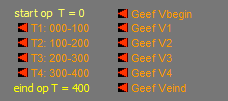 start op T = 0 Geef Vbegin
T1: 000-100 Geef V1
T2: 100-200 Geef V2
T3: 200-300 Geef V3
T4: 300-400 Geef V4
eind op T = 400 Geef Veind